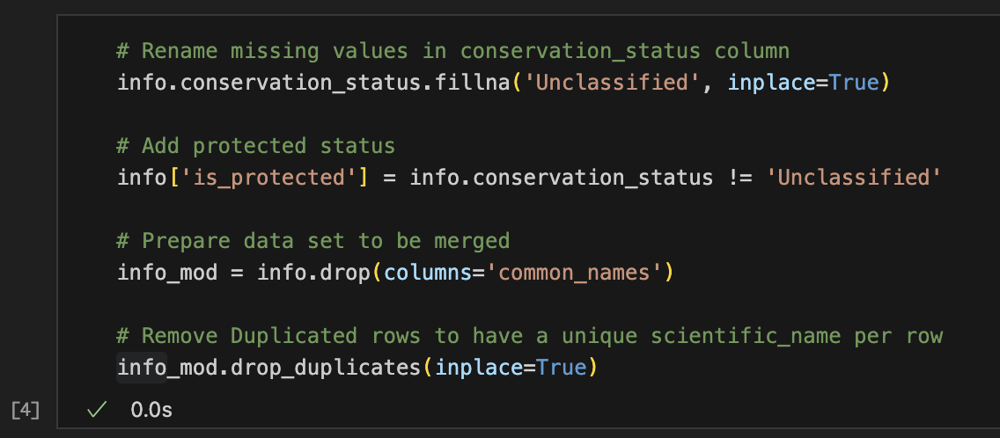 # Rename missing values in conservation_status column
info.conservation_status.fillna('Unclassified', inplace=True)
# Add protected status
info['is_protected'] = info.conservation_status != 'Unclassified'
# Prepare data set to be merged
info_mod = info.drop(columns='common_names')
# Remove Duplicated rows to have a unique scientific_name per row
info_mod.drop_duplicates(inplace=True)
[4] ✓ 0.0s